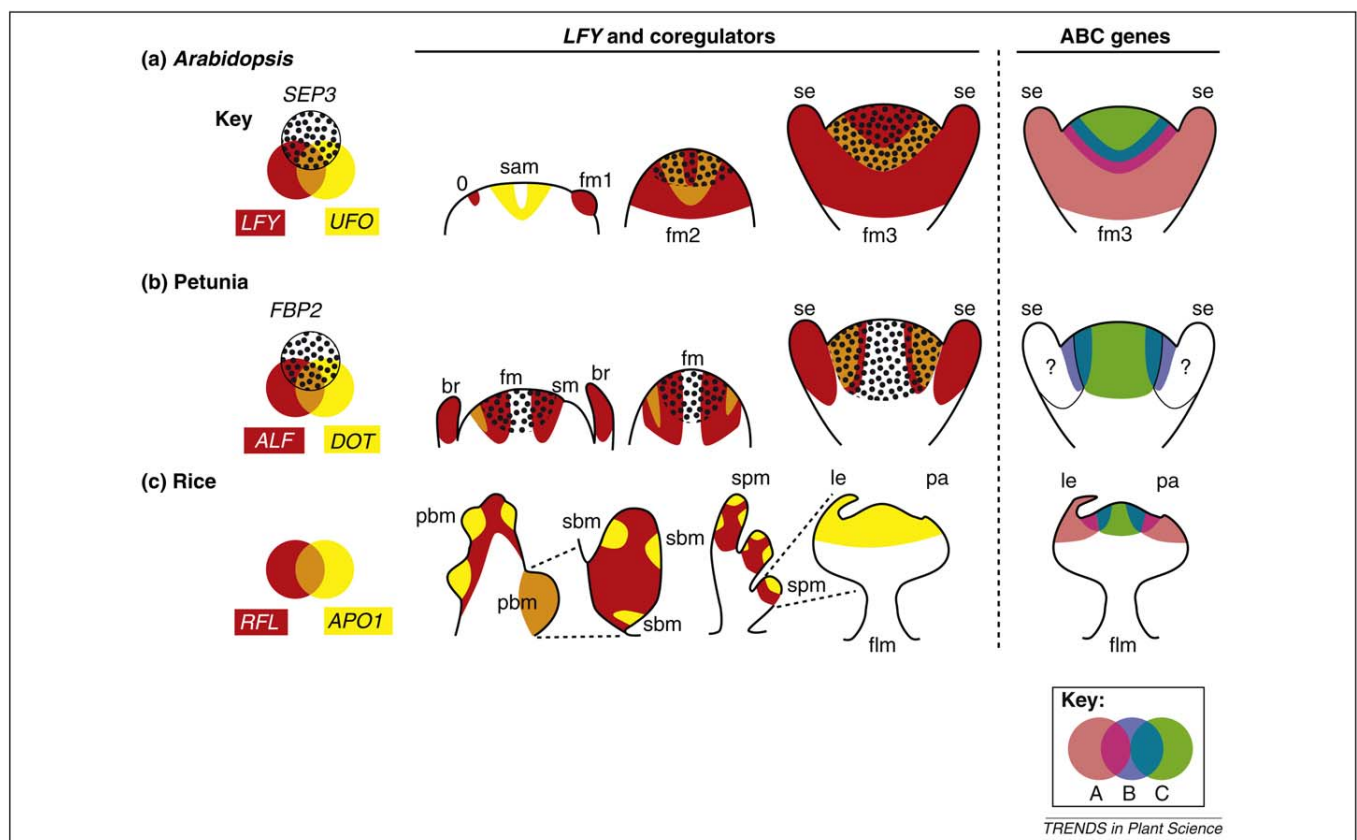 LFY and coregulators
ABC genes
(a) Arabidopsis
SEP3
Key
LFY
UFO
0
sam
fm1
fm2
se
se
fm3
se
se
fm3
(b) Petunia
FBP2
ALF
DOT
br
fm
sm
br
fm
se
se
se
se
?
?
(c) Rice
RFL
APO1
pbm
pbm
sbm
sbm
sbm
spm
spm
le
pa
flm
le
pa
flm
Key:
A B C
TRENDS in Plant Science